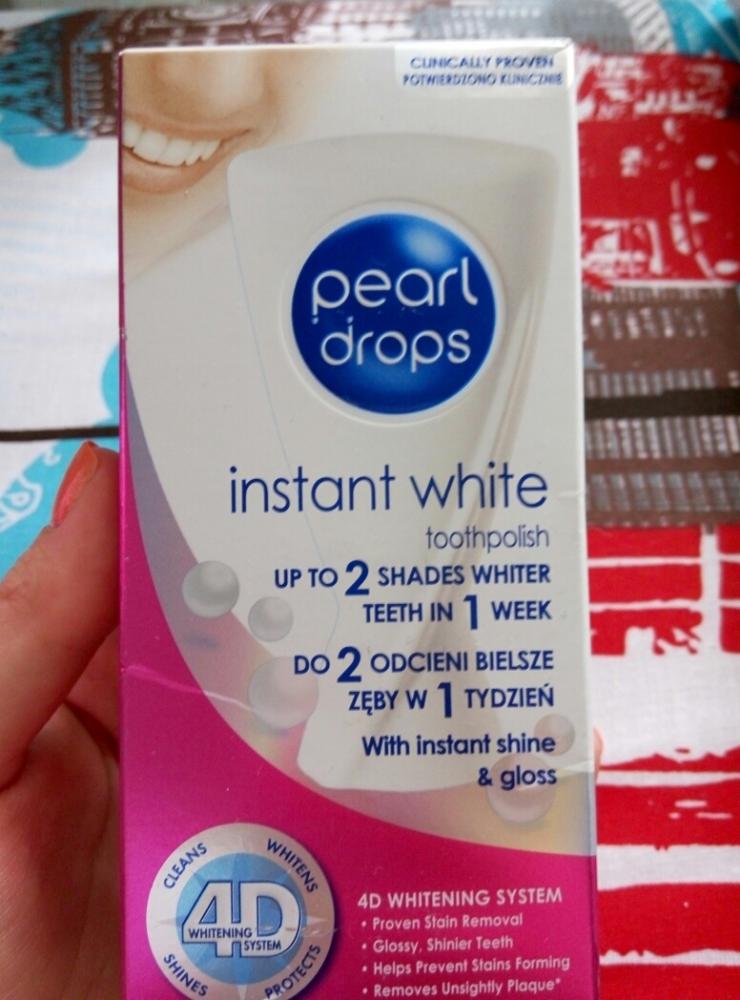 CLINICALLY PROVEN
POTWIERDZONO KLINICZNIE
pearl
drops
instant white
toothpolish
UP TO 2 SHADES WHITER
TEETH IN 1 WEEK
DO 2 ODCIENI BIELSZE
ZĘBY W 1 TYDZIEŃ
With instant shine
& gloss
CLEANS
WHITENS
4D
WHITENING
SYSTEM
SHINES
PROTECTS
4D WHITENING SYSTEM
• Proven Stain Removal
• Glossy, Shinier Teeth
• Helps Prevent Stains Forming
• Removes Unsightly Plaque*